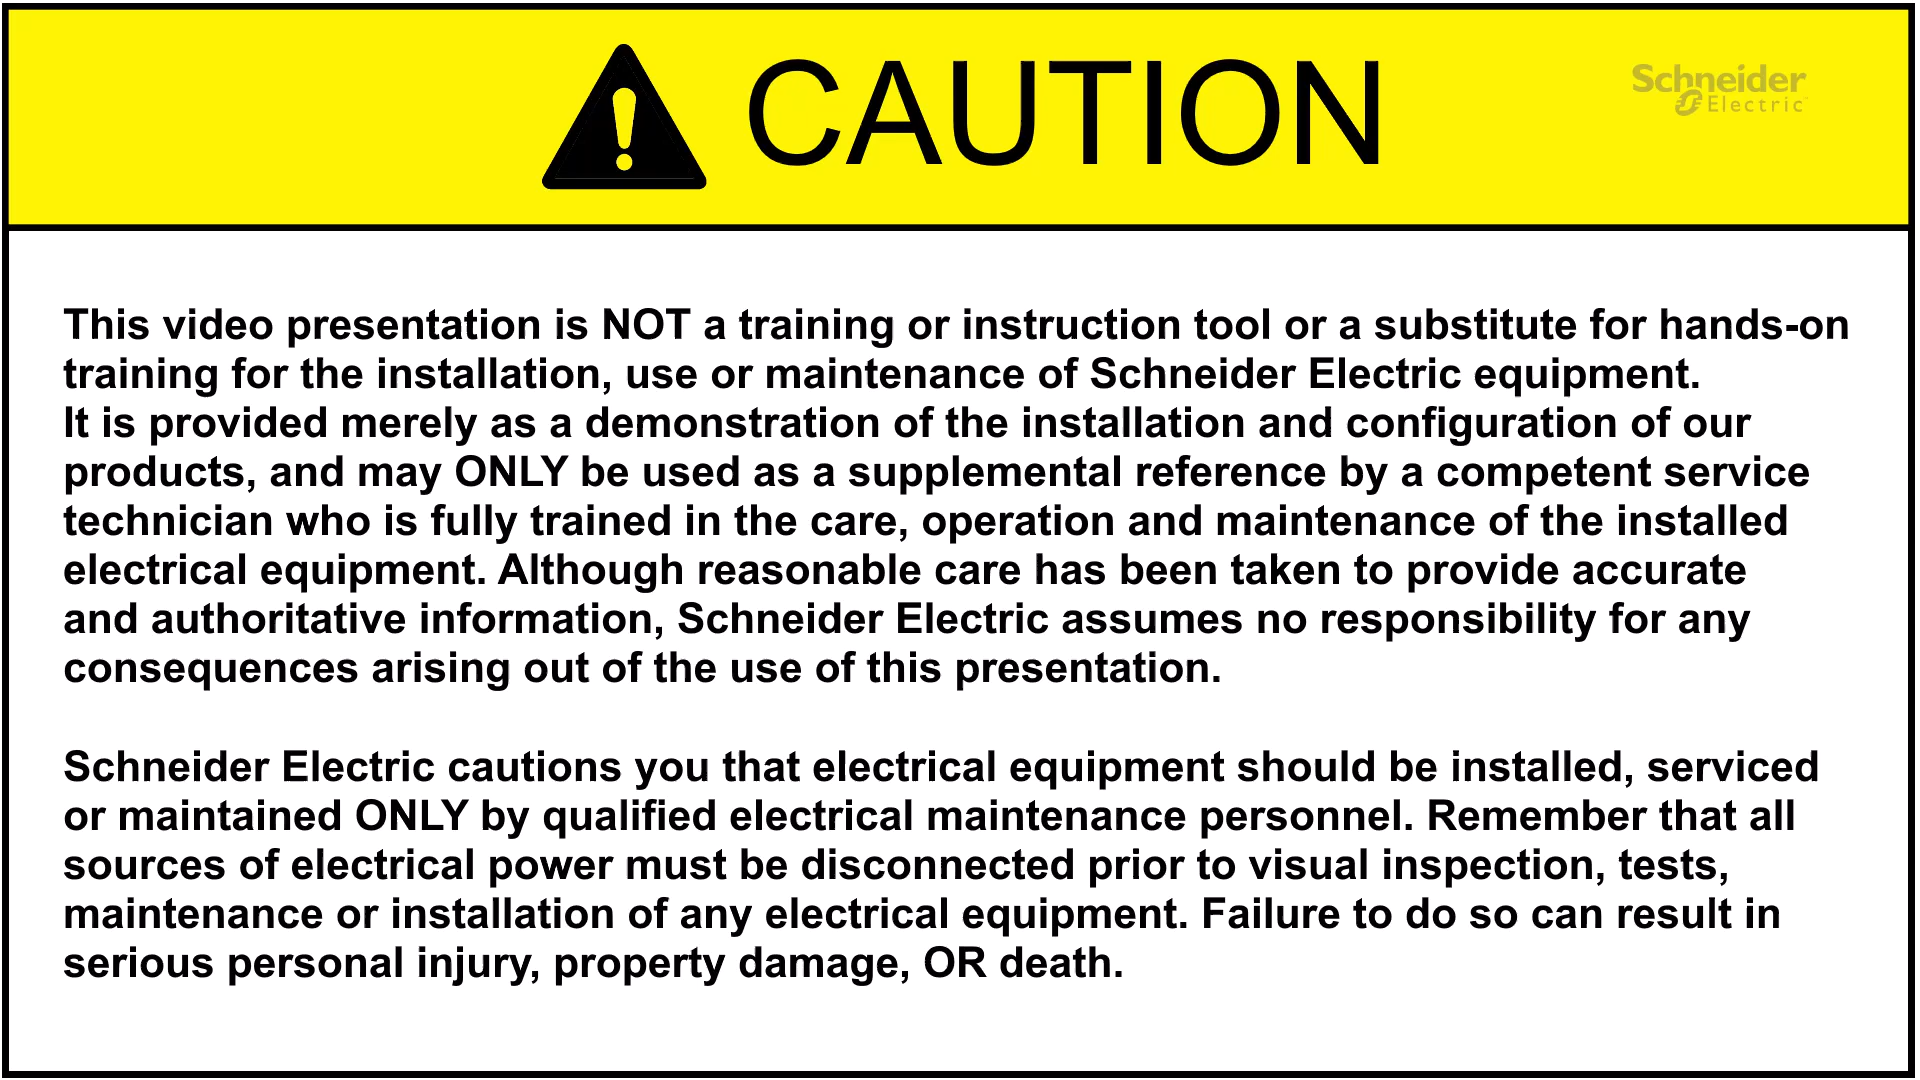 CAUTION
Schneider
Electric
This video presentation is NOT a training or instruction tool or a substitute for hands-on
training for the installation, use or maintenance of Schneider Electric equipment.
It is provided merely as a demonstration of the installation and configuration of our
products, and may ONLY be used as a supplemental reference by a competent service
technician who is fully trained in the care, operation and maintenance of the installed
electrical equipment. Although reasonable care has been taken to provide accurate
and authoritative information, Schneider Electric assumes no responsibility for any
consequences arising out of the use of this presentation.
Schneider Electric cautions you that electrical equipment should be installed, serviced
or maintained ONLY by qualified electrical maintenance personnel. Remember that all
sources of electrical power must be disconnected prior to visual inspection, tests,
maintenance or installation of any electrical equipment. Failure to do so can result in
serious personal injury, property damage, OR death.